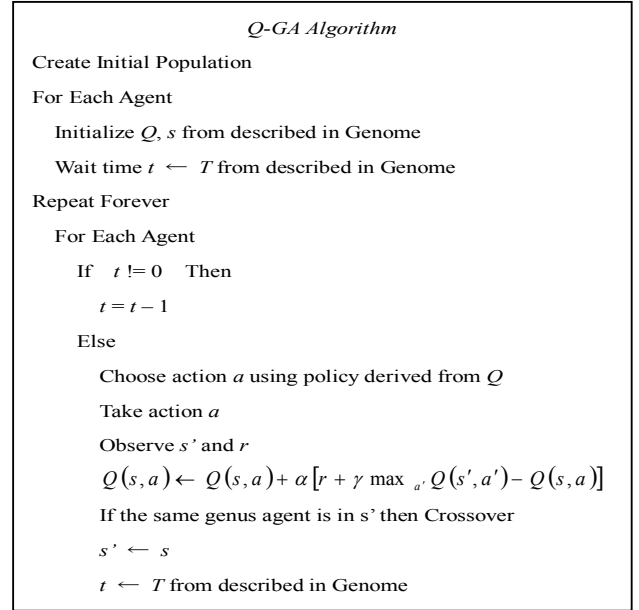 Q-GA Algorithm
Create Initial Population
For Each Agent
Initialize Q, s from described in Genome
Wait time t ← T from described in Genome
Repeat Forever
For Each Agent
If t != 0 Then
t = t – 1
Else
Choose action a using policy derived from Q
Take action a
Observe s’ and r
Q(s,a) ← Q(s,a) + α[r + γ max a' Q(s′,a′) − Q(s,a)]
If the same genus agent is in s’ then Crossover
s’ ← s
t ← T from described in Genome